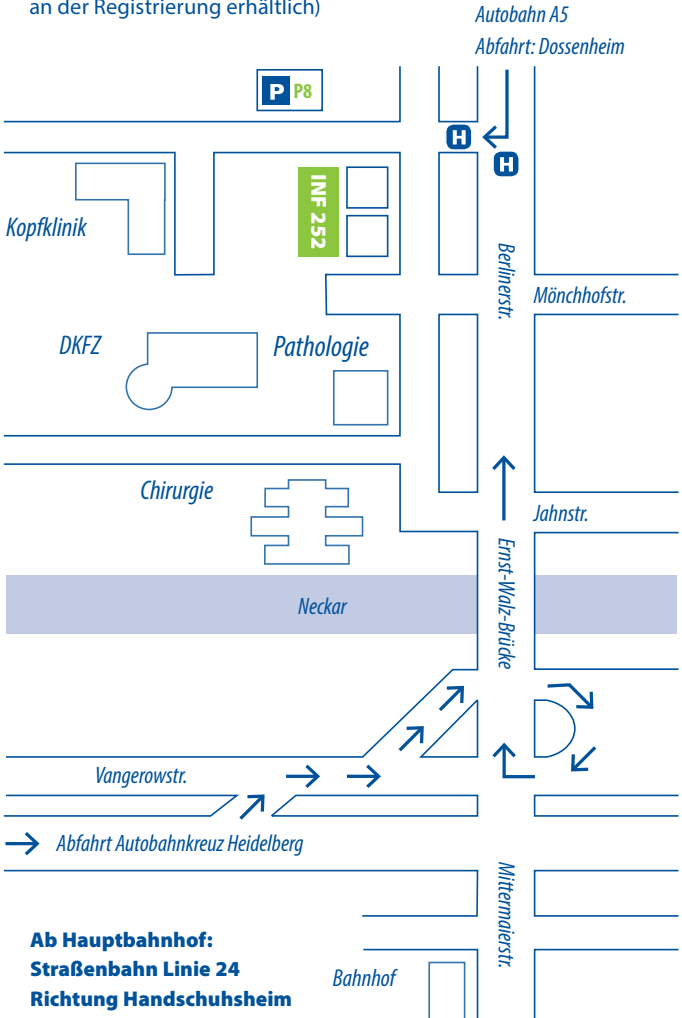 an der Registrierung erhältlich)
Autobahn A5
Abfahrt: Dossenheim
P P8
H
H
INF 252
Kopfklinik
Berlinerstr.
Mönchhofstr.
DKFZ
Pathologie
Chirurgie
Jahnstr.
Ernst-Walz-Brücke
Neckar
Vangerowstr.
Abfahrt Autobahnkreuz Heidelberg
Mittermaierstr.
Ab Hauptbahnhof:
Straßenbahn Linie 24
Richtung Handschuhsheim
Bahnhof